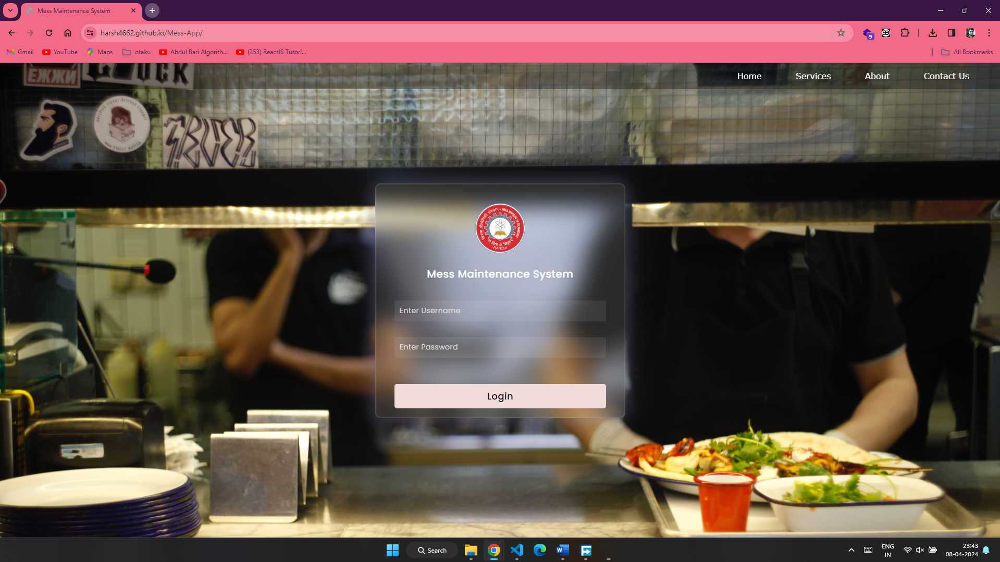 Mess Maintenance System
harsh4662.github.io/Mess-App/
9
Gmail
YouTube
Maps
otaku
Abdul Bari Algorith...
(253) ReactJS Tutori...
All Bookmarks
Home
Services
About
Contact Us
ЕЖЖИ
RANCHI
Mess Maintenance System
Enter Username
Enter Password
Login
Search
ENG
IN
23:43
08-04-2024